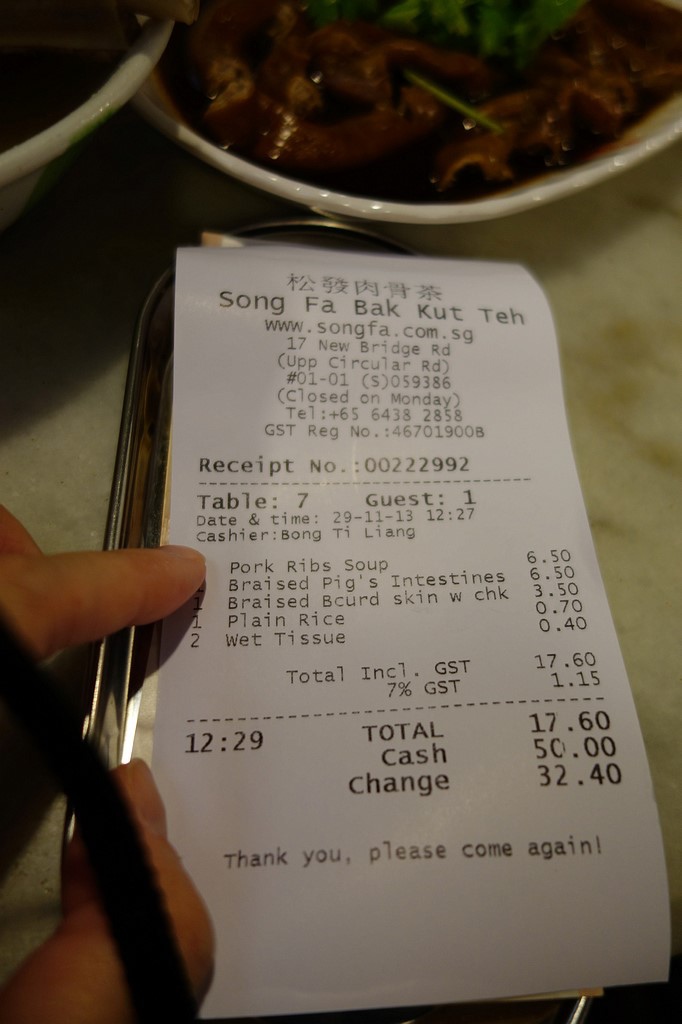 松發肉骨茶
Song Fa Bak Kut Teh
www.songfa.com.sg
17 New Bridge Rd
(Upp Circular Rd)
#01-01 (S)059386
(Closed on Monday)
Tel:+65 6438 2858
GST Reg No.:46701900B
Receipt No.:00222992
Table: 7 Guest: 1
Date & time: 29-11-13 12:27
Cashier:Bong Ti Liang
Pork Ribs Soup 6.50
Braised Pig's Intestines 6.50
1 Braised Bcurd skin w chk 3.50
1 Plain Rice 0.70
2 Wet Tissue 0.40
Total Incl. GST 17.60
7% GST 1.15
12:29 TOTAL 17.60
Cash 50.00
Change 32.40
Thank you, please come again!